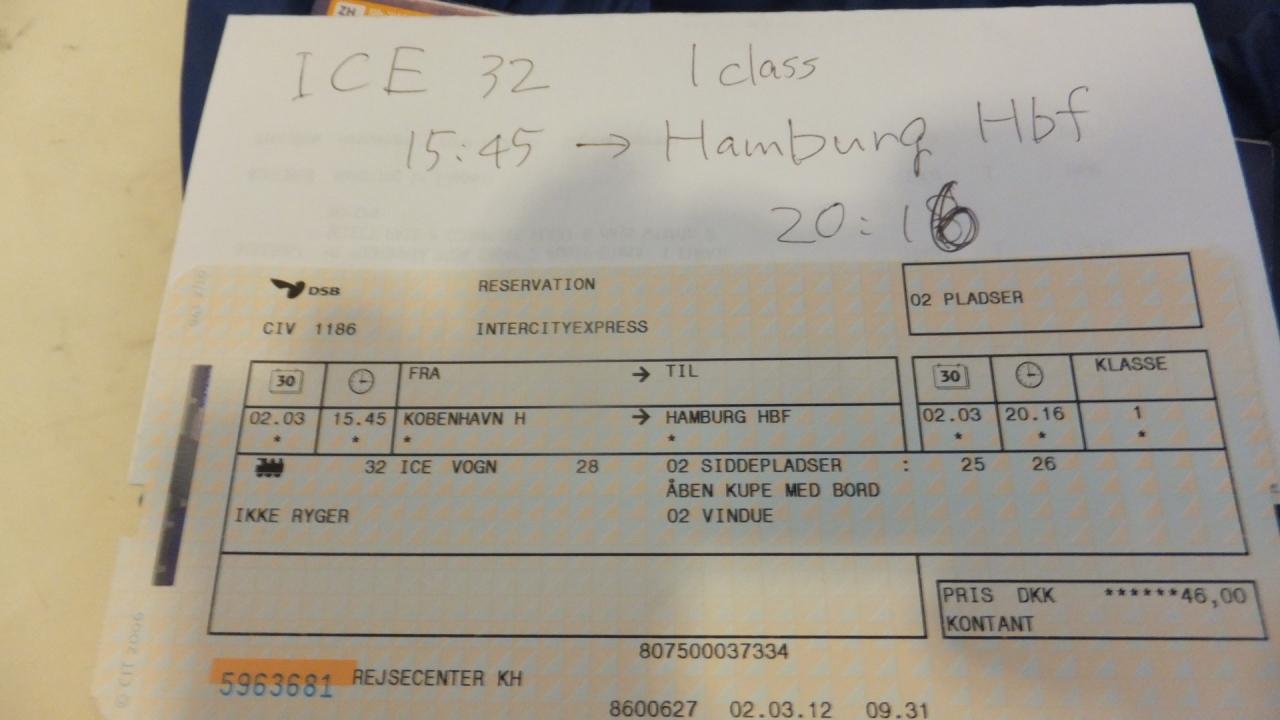 ZH
ICE 32 1 class
15:45 → Hamburg Hbf
20:16
DSB RESERVATION
02 PLADSER
CIV 1186 INTERCITYEXPRESS
30 FRA → TIL 30 KLASSE
02.03 15.45 KOBENHAVN H → HAMBURG HBF 02.03 20.16 1
* * * * * * *
32 ICE VOGN 28 02 SIDDEPLADSER : 25 26
ÅBEN KUPE MED BORD
IKKE RYGER 02 VINDUE
PRIS DKK ******46,00
KONTANT
807500037334
5963681 REJSECENTER KH
8600627 02.03.12 09.31
© CIT 2006